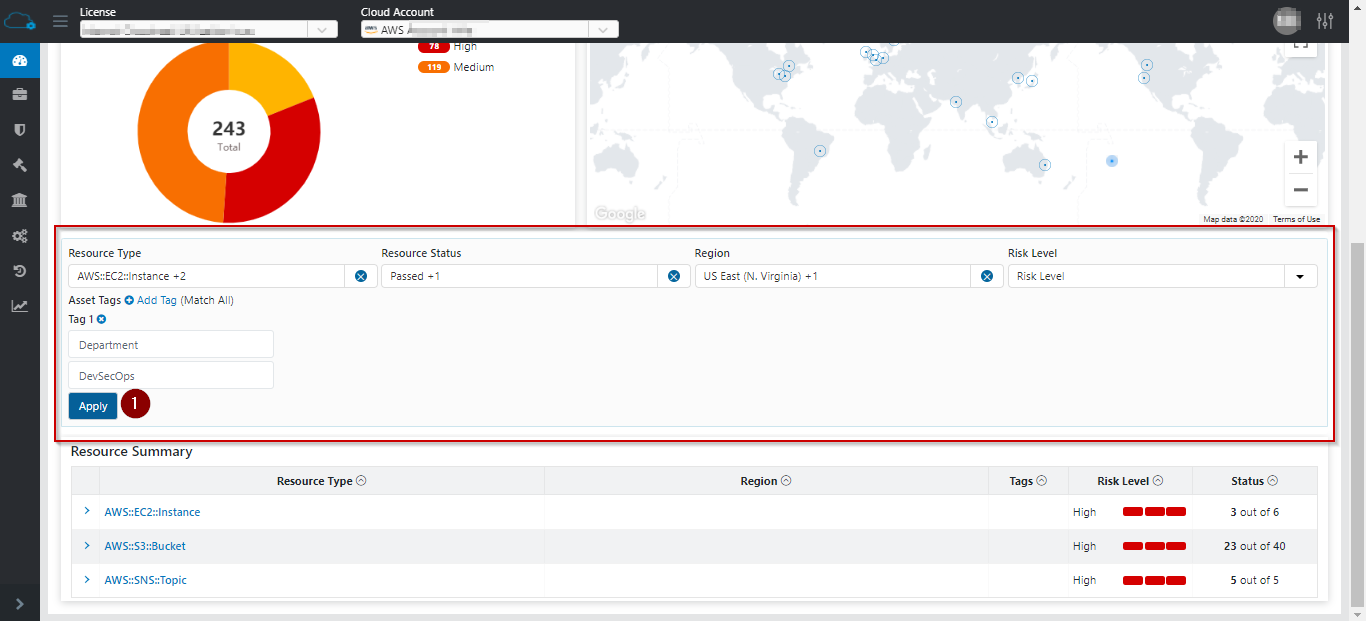 License
Cloud Account
AWS
78 High
119 Medium
243
Total
Google
Map data ©2020 Terms of Use
Resource Type
Resource Status
Region
Risk Level
AWS::EC2::Instance +2
Passed +1
US East (N. Virginia) +1
Risk Level
Asset Tags Add Tag (Match All)
Tag 1
Department
DevSecOps
Apply
1
Resource Summary
Resource Type
Region
Tags
Risk Level
Status
AWS::EC2::Instance High 3 out of 6
AWS::S3::Bucket High 23 out of 40
AWS::SNS::Topic High 5 out of 5